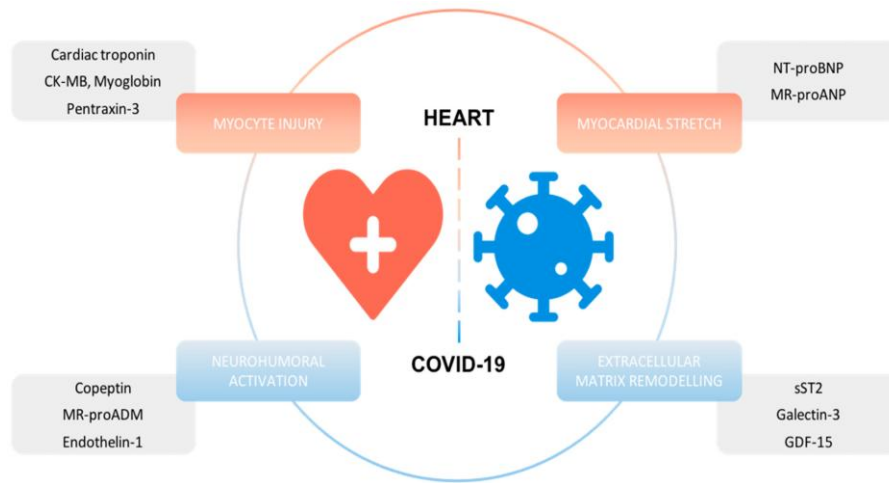 Cardiac troponin
CK-MB, Myoglobin
Pentraxin-3
MYOCYTE INJURY
NT-proBNP
MR-proANP
MYOCARDIAL STRETCH
HEART
COVID-19
NEUROHUMORAL
ACTIVATION
Copeptin
MR-proADM
Endothelin-1
EXTRACELLULAR
MATRIX REMODELLING
sST2
Galectin-3
GDF-15